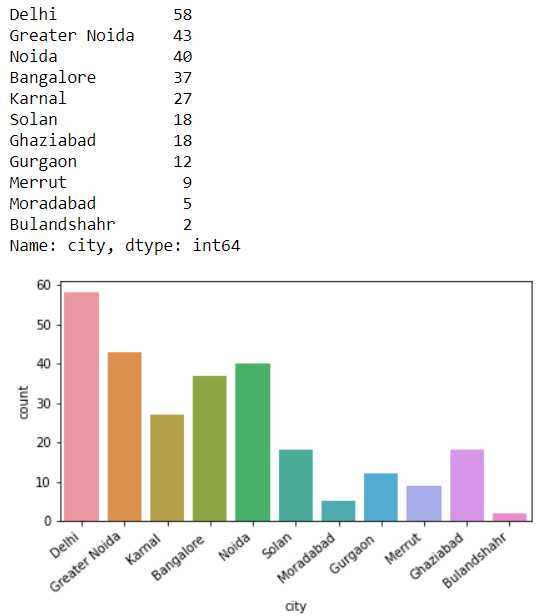 Delhi 58
Greater Noida 43
Noida 40
Bangalore 37
Karnal 27
Solan 18
Ghaziabad 18
Gurgaon 12
Merrut 9
Moradabad 5
Bulandshahr 2
Name: city, dtype: int64
60
50
40
30
20
10
0
count
Delhi
Greater Noida
Karnal
Bangalore
Noida
Solan
Moradabad
Gurgaon
Merrut
Ghaziabad
Bulandshahr
city